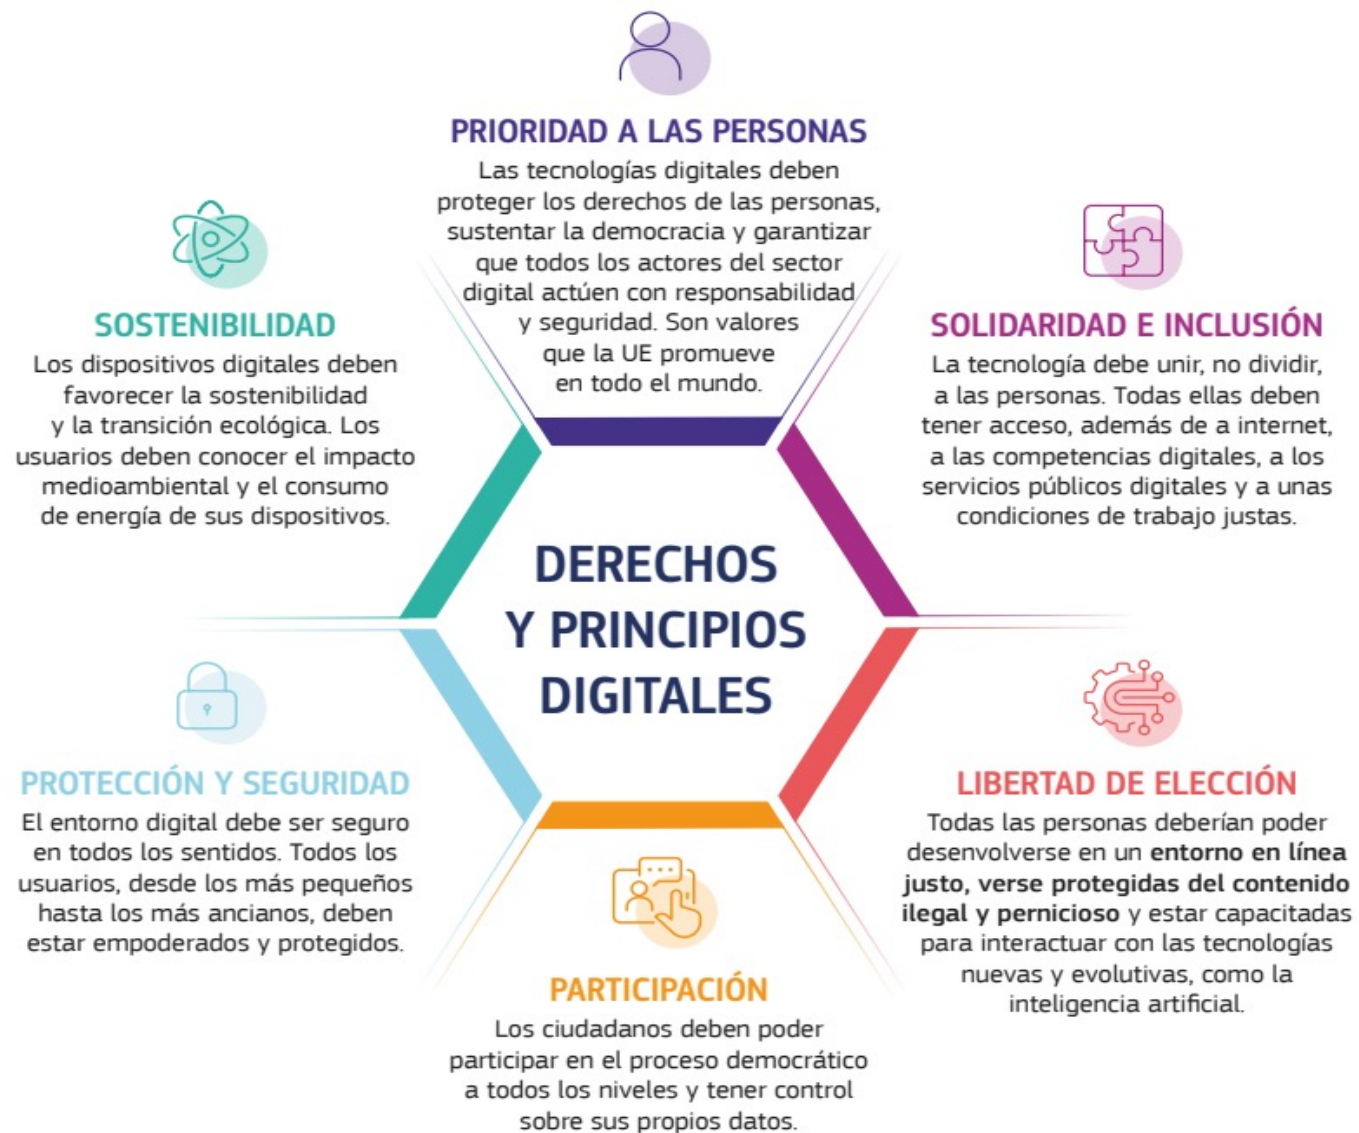 PRIORIDAD A LAS PERSONAS
Las tecnologías digitales deben
proteger los derechos de las personas,
sustentar la democracia y garantizar
que todos los actores del sector
digital actúen con responsabilidad
y seguridad. Son valores
que la UE promueve
en todo el mundo.
SOSTENIBILIDAD
Los dispositivos digitales deben
favorecer la sostenibilidad
y la transición ecológica. Los
usuarios deben conocer el impacto
medioambiental y el consumo
de energía de sus dispositivos.
SOLIDARIDAD E INCLUSIÓN
La tecnología debe unir, no dividir,
a las personas. Todas ellas deben
tener acceso, además de a internet,
a las competencias digitales, a los
servicios públicos digitales y a unas
condiciones de trabajo justas.
DERECHOS
Y PRINCIPIOS
DIGITALES
PROTECCIÓN Y SEGURIDAD
El entorno digital debe ser seguro
en todos los sentidos. Todos los
usuarios, desde los más pequeños
hasta los más ancianos, deben
estar empoderados y protegidos.
LIBERTAD DE ELECCIÓN
Todas las personas deberían poder
desenvolverse en un entorno en línea
justo, verse protegidas del contenido
ilegal y pernicioso y estar capacitadas
para interactuar con las tecnologías
nuevas y evolutivas, como la
inteligencia artificial.
PARTICIPACIÓN
Los ciudadanos deben poder
participar en el proceso democrático
a todos los niveles y tener control
sobre sus propios datos.